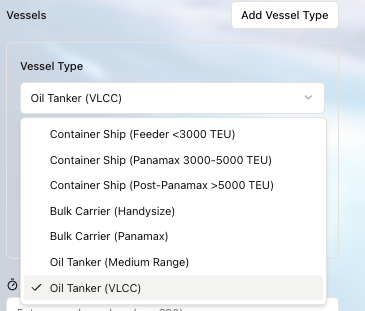 Vessels
Add Vessel Type
Vessel Type
Oil Tanker (VLCC)
Container Ship (Feeder <3000 TEU)
Container Ship (Panamax 3000-5000 TEU)
Container Ship (Post-Panamax >5000 TEU)
Bulk Carrier (Handysize)
Bulk Carrier (Panamax)
Oil Tanker (Medium Range)
Oil Tanker (VLCC)